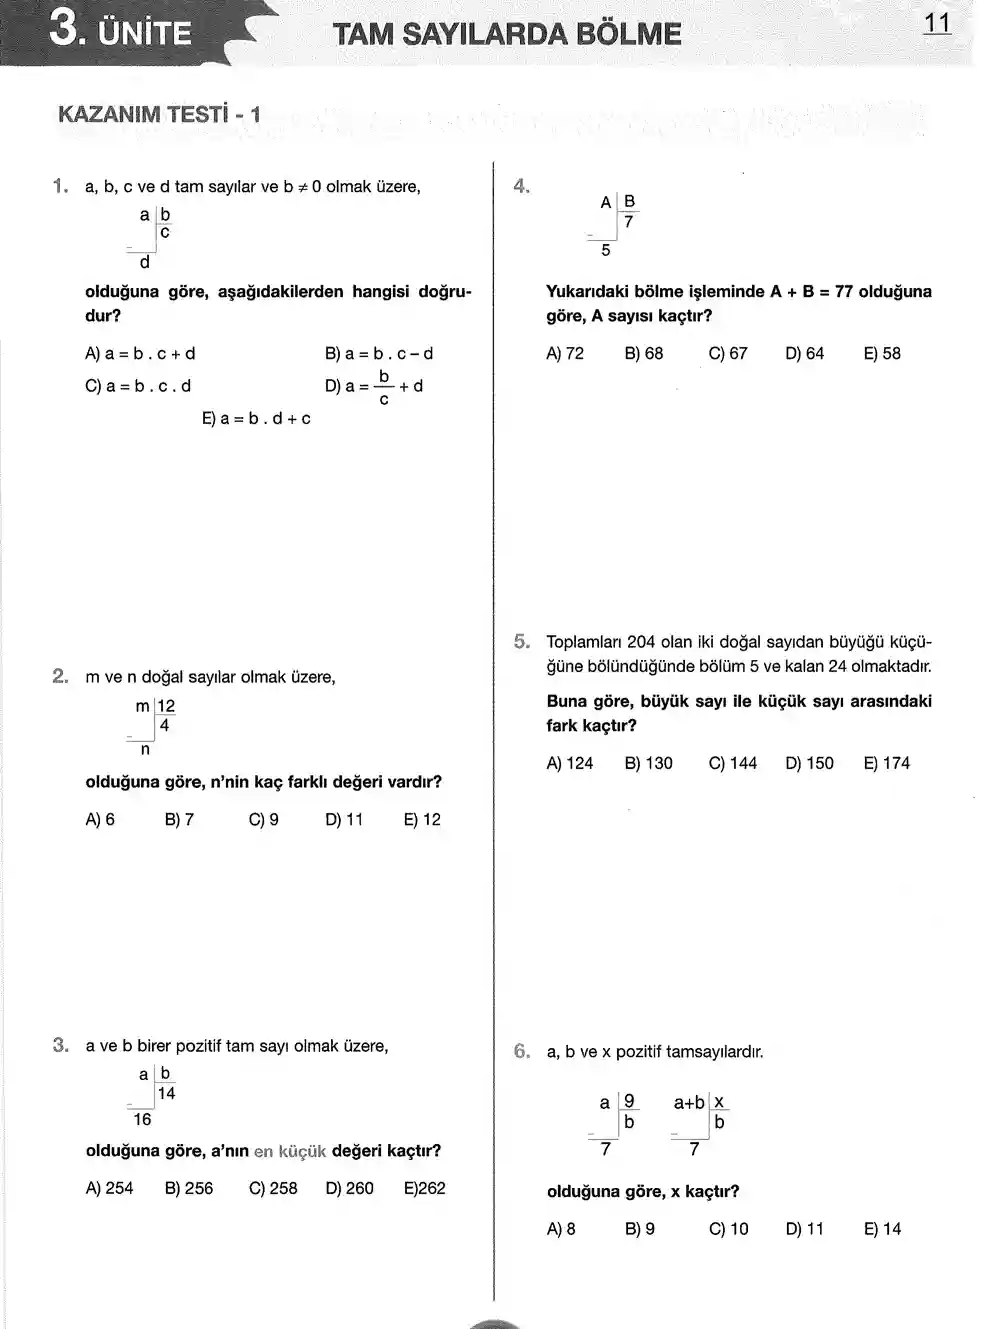 3. ÜNİTE
TAM SAYILARDA BÖLME
11
KAZANIM TESTİ - 1
1. a, b, c ve d tam sayılar ve b ≠ 0 olmak üzere,
a b
c
-
d
olduğuna göre, aşağıdakilerden hangisi doğru-
dur?
A) a = b . c + d B) a = b . c – d
C) a = b . c . d D) a = b/c + d
E) a = b . d + c
2. m ve n doğal sayılar olmak üzere,
m 12
4
-
n
olduğuna göre, n'nin kaç farklı değeri vardır?
A) 6 B) 7 C) 9 D) 11 E) 12
3. a ve b birer pozitif tam sayı olmak üzere,
a b
14
-
16
olduğuna göre, a'nın en küçük değeri kaçtır?
A) 254 B) 256 C) 258 D) 260 E)262
4.
A B
7
-
5
Yukarıdaki bölme işleminde A + B = 77 olduğuna
göre, A sayısı kaçtır?
A) 72 B) 68 C) 67 D) 64 E) 58
5. Toplamları 204 olan iki doğal sayıdan büyüğü küçü-
ğüne bölündüğünde bölüm 5 ve kalan 24 olmaktadır.
Buna göre, büyük sayı ile küçük sayı arasındaki
fark kaçtır?
A) 124 B) 130 C) 144 D) 150 E) 174
6. a, b ve x pozitif tamsayılardır.
a 9 a+b x
b b
- -
7 7
olduğuna göre, x kaçtır?
A) 8 B) 9 C) 10 D) 11 E) 14